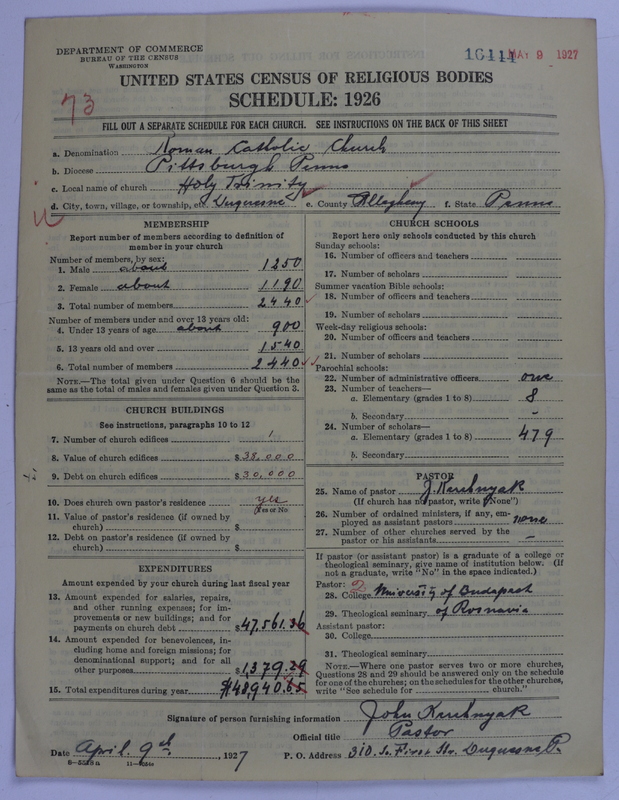 DEPARTMENT OF COMMERCE
BUREAU OF THE CENSUS
WASHINGTON
16111 MAY 9 1927
UNITED STATES CENSUS OF RELIGIOUS BODIES
SCHEDULE: 1926
73
FILL OUT A SEPARATE SCHEDULE FOR EACH CHURCH. SEE INSTRUCTIONS ON THE BACK OF THIS SHEET
a. Denomination Roman Catholic Church
b. Diocese Pittsburgh Penna
c. Local name of church Holy Trinity
d. City, town, village, or township, etc. Duquesne e. County Allegheny f. State Penna
MEMBERSHIP
Report number of members according to definition of
member in your church
Number of members, by sex:
1. Male about 1250
2. Female about 1190
3. Total number of members 2440
Number of members under and over 13 years old:
4. Under 13 years of age about 900
5. 13 years old and over 1540
6. Total number of members 2440
NOTE.—The total given under Question 6 should be the
same as the total of males and females given under Question 3.
CHURCH BUILDINGS
See instructions, paragraphs 10 to 12
7. Number of church edifices 1
8. Value of church edifices $38,000
9. Debt on church edifices $30,000
10. Does church own pastor's residence yes
(Yes or No)
11. Value of pastor's residence (if owned by
church) $
12. Debt on pastor's residence (if owned by
church) $
EXPENDITURES
Amount expended by your church during last fiscal year
13. Amount expended for salaries, repairs,
and other running expenses; for im-
provements or new buildings; and for
payments on church debt $47,561.36
14. Amount expended for benevolences, in-
cluding home and foreign missions; for
denominational support; and for all
other purposes $1,379.29
15. Total expenditures during year $48,940.65
CHURCH SCHOOLS
Report here only schools conducted by this church
Sunday schools:
16. Number of officers and teachers
17. Number of scholars
Summer vacation Bible schools:
18. Number of officers and teachers
19. Number of scholars
Week-day religious schools:
20. Number of officers and teachers
21. Number of scholars
Parochial schools:
22. Number of administrative officers one
23. Number of teachers—
a. Elementary (grades 1 to 8) 8
b. Secondary -
24. Number of scholars—
a. Elementary (grades 1 to 8) 479
b. Secondary
PASTOR
25. Name of pastor J.
(If church has no pastor, write "None")
26. Number of ordained ministers, if any, em-
ployed as assistant pastors none
27. Number of other churches served by the
pastor or his assistants -
If pastor (or assistant pastor) is a graduate of a college or
theological seminary, give name of institution below. (If
not a graduate, write "No" in the space indicated.)
Pastor: 2
28. College University of Budapest
29. Theological seminary of Rosnavia
Assistant pastor:
30. College
31. Theological seminary
NOTE.—Where one pastor serves two or more churches,
Questions 28 and 29 should be answered only on the schedule
for one of the churches; on the schedules for the other churches,
write "See schedule for church."
Signature of person furnishing information John
Official title Pastor
Date April 9th, 1927 P. O. Address 310. So. First Str. Duquesne Pa.